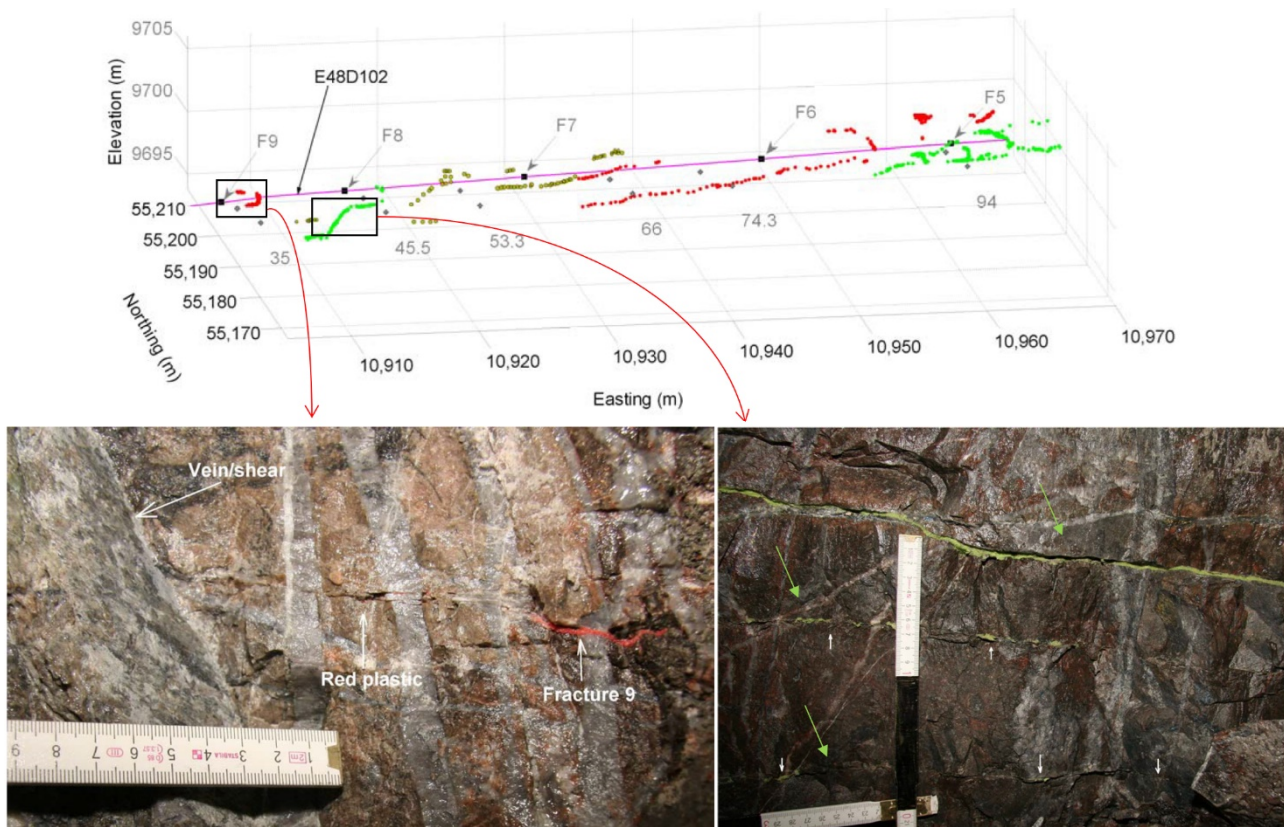 9705
9700
9695
Elevation (m)
E48D102
F9
F8
F7
F6
F5
55,210
55,200
55,190
55,180
55,170
Northing (m)
35
45.5
53.3
66
74.3
94
10,910
10,920
10,930
10,940
10,950
10,960
10,970
Easting (m)
Vein/shear
Red plastic
Fracture 9
9 8 7 6 5 4 3 2 1 2m
STABILA